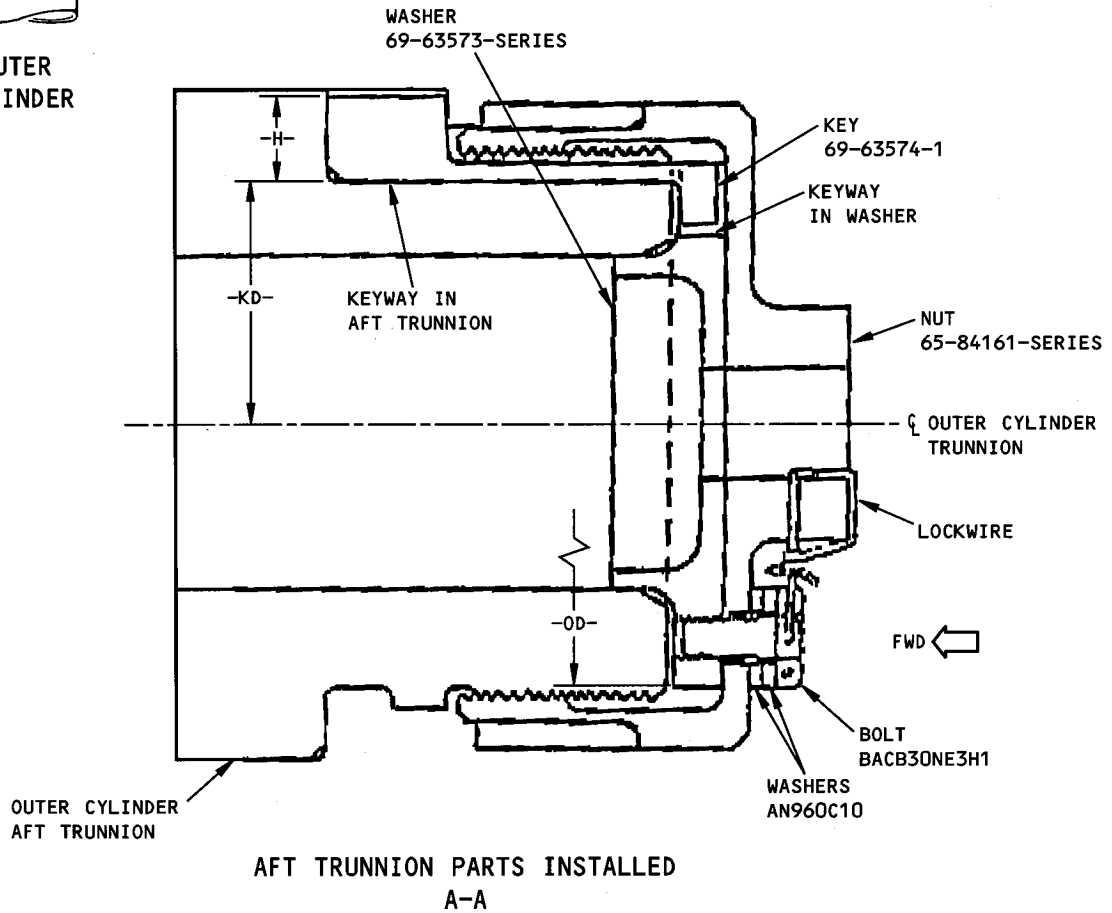 UTER
INDER
WASHER
69-63573-SERIES
-H-
KEY
69-63574-1
KEYWAY
IN WASHER
-KD-
KEYWAY IN
AFT TRUNNION
NUT
65-84161-SERIES
℄ OUTER CYLINDER
TRUNNION
LOCKWIRE
-OD-
FWD
BOLT
BACB30NE3H1
WASHERS
AN960C10
OUTER CYLINDER
AFT TRUNNION
AFT TRUNNION PARTS INSTALLED
A-A